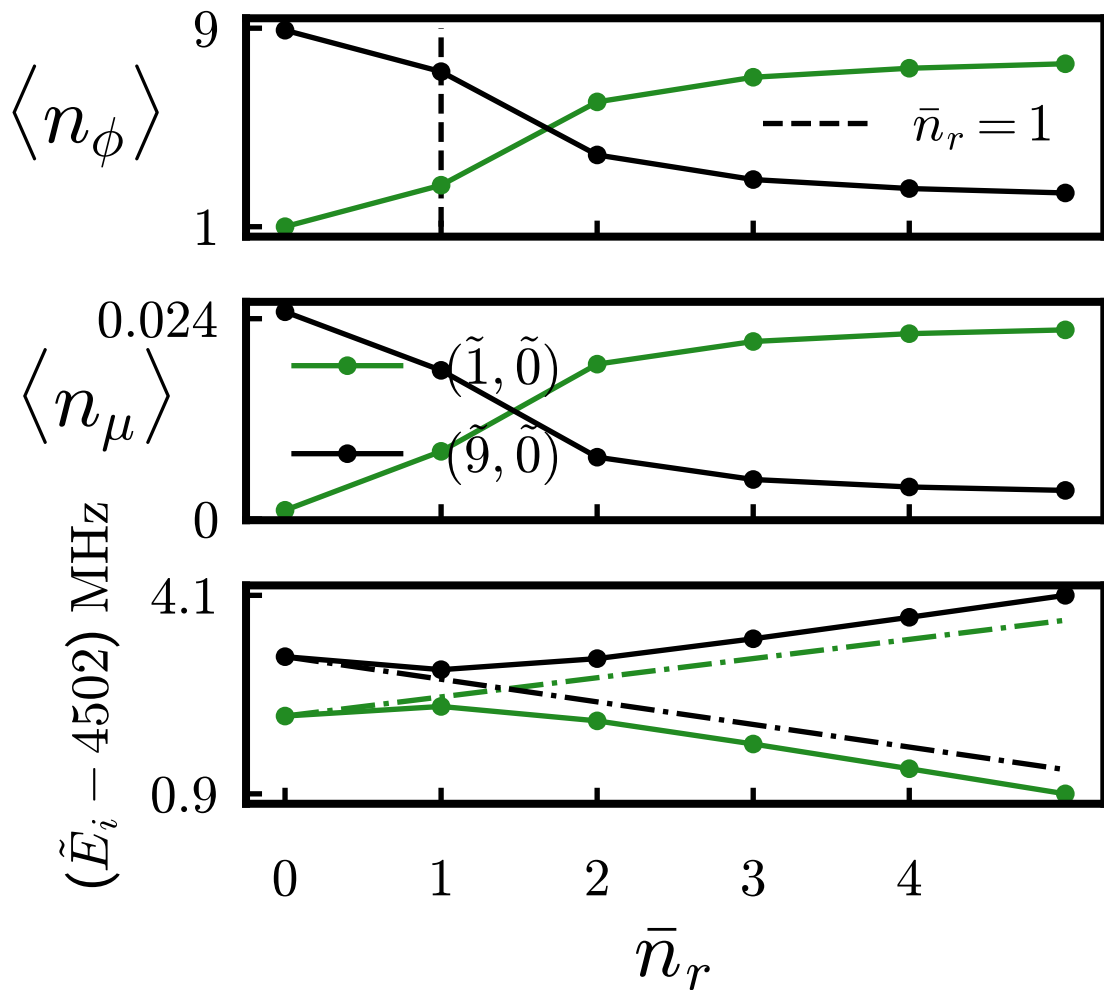 9
⟨n_ϕ⟩
n̄_r = 1
1
0.024
(1̃, 0̃)
⟨n_μ⟩
(9̃, 0̃)
0
4.1
(Ẽ_i − 4502) MHz
0.9
0 1 2 3 4
n̄_r